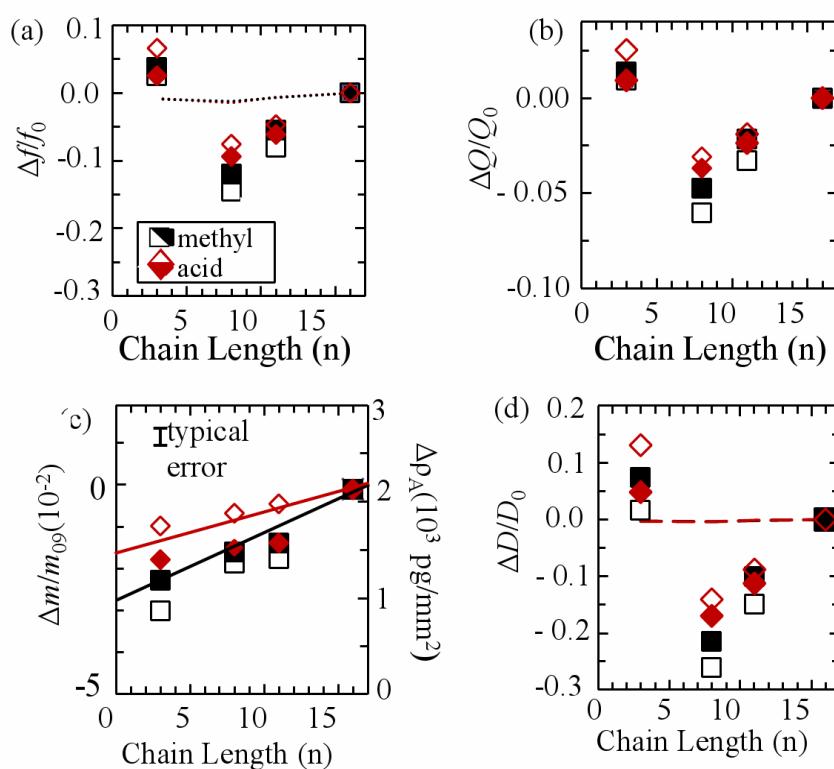 (a)
0.1
0.0
-0.1
-0.2
-0.3
Δf/f0
methyl
acid
0 5 10 15
Chain Length (n)
(b)
0.00
-0.05
-0.10
ΔQ/Q0
0 5 10 15
Chain Length (n)
c)
typical
error
0
-5
Δm/m09(10-2)
3
2
1
0
ΔρA(103 pg/mm2)
0 5 10 15
Chain Length (n)
(d)
0.2
0.1
0.0
- 0.1
-0.2
-0.3
ΔD/D0
0 5 10 15
Chain Length (n)